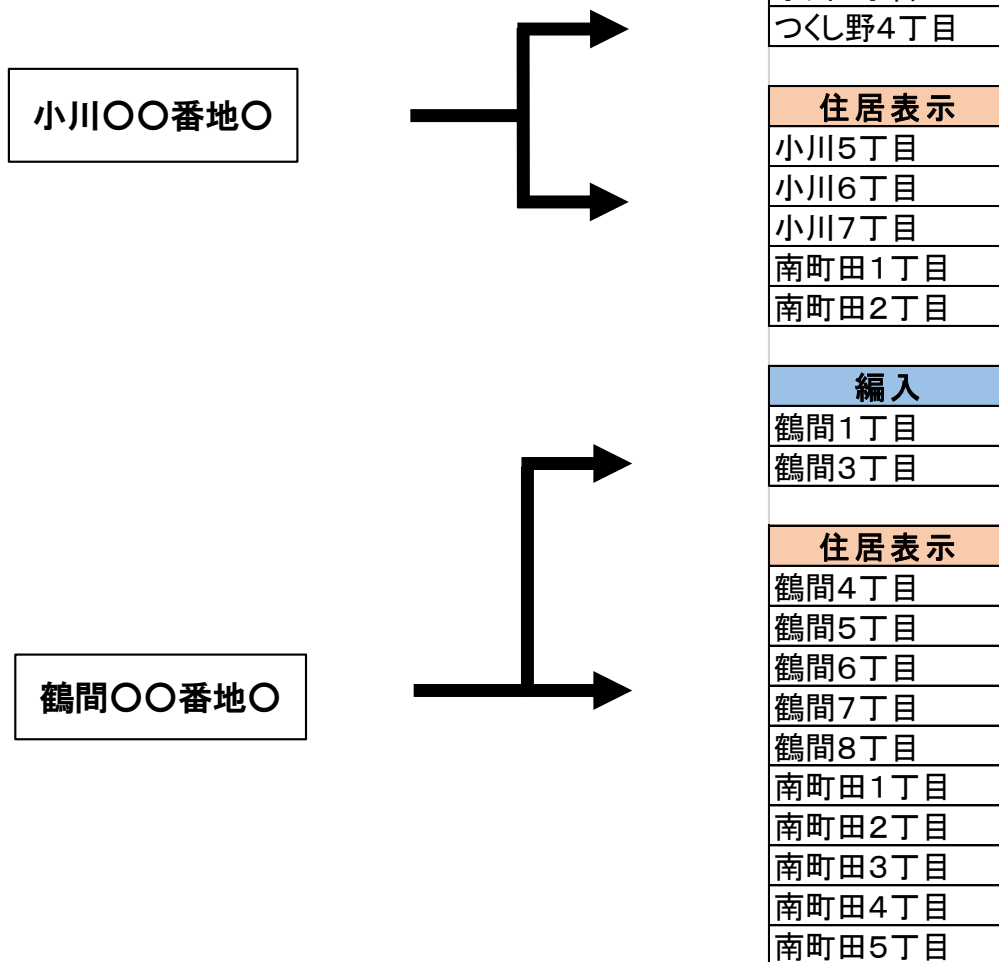 つくし野4丁目
小川〇〇番地〇
住居表示
小川5丁目
小川6丁目
小川7丁目
南町田1丁目
南町田2丁目
編入
鶴間1丁目
鶴間3丁目
住居表示
鶴間4丁目
鶴間5丁目
鶴間6丁目
鶴間〇〇番地〇
鶴間7丁目
鶴間8丁目
南町田1丁目
南町田2丁目
南町田3丁目
南町田4丁目
南町田5丁目